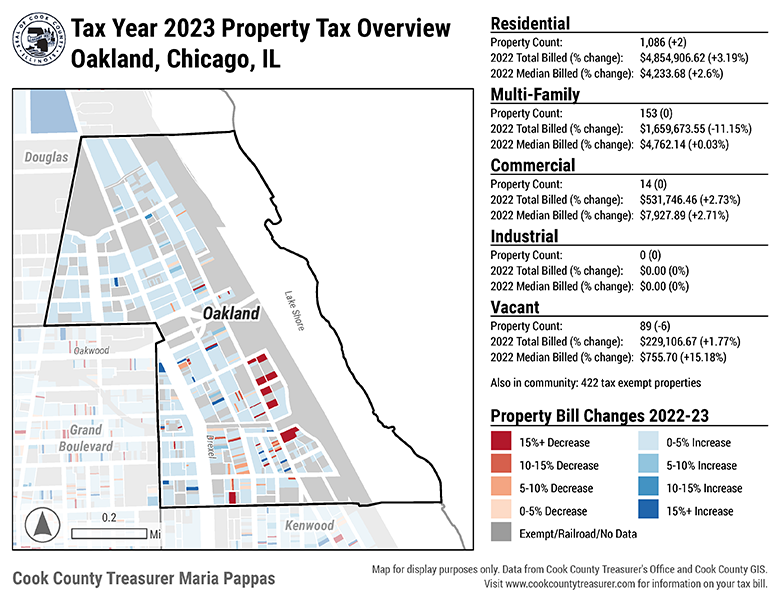 SEAL OF COOK COUNTY
ILLINOIS
Tax Year 2023 Property Tax Overview
Oakland, Chicago, IL
Douglas
Oakland
Lake Shore
Oakwood
Grand
Boulevard
Drexel
Kenwood
0.2
Mi
Residential
Property Count: 1,086 (+2)
2022 Total Billed (% change): $4,854,906.62 (+3.19%)
2022 Median Billed (% change): $4,233.68 (+2.6%)
Multi-Family
Property Count: 153 (0)
2022 Total Billed (% change): $1,659,673.55 (-11.15%)
2022 Median Billed (% change): $4,762.14 (+0.03%)
Commercial
Property Count: 14 (0)
2022 Total Billed (% change): $531,746.46 (+2.73%)
2022 Median Billed (% change): $7,927.89 (+2.71%)
Industrial
Property Count: 0 (0)
2022 Total Billed (% change): $0.00 (0%)
2022 Median Billed (% change): $0.00 (0%)
Vacant
Property Count: 89 (-6)
2022 Total Billed (% change): $229,106.67 (+1.77%)
2022 Median Billed (% change): $755.70 (+15.18%)
Also in community: 422 tax exempt properties
Property Bill Changes 2022-23
15%+ Decrease
10-15% Decrease
5-10% Decrease
0-5% Decrease
Exempt/Railroad/No Data
0-5% Increase
5-10% Increase
10-15% Increase
15%+ Increase
Cook County Treasurer Maria Pappas
Map for display purposes only. Data from Cook County Treasurer's Office and Cook County GIS.
Visit www.cookcountytreasurer.com for information on your tax bill.